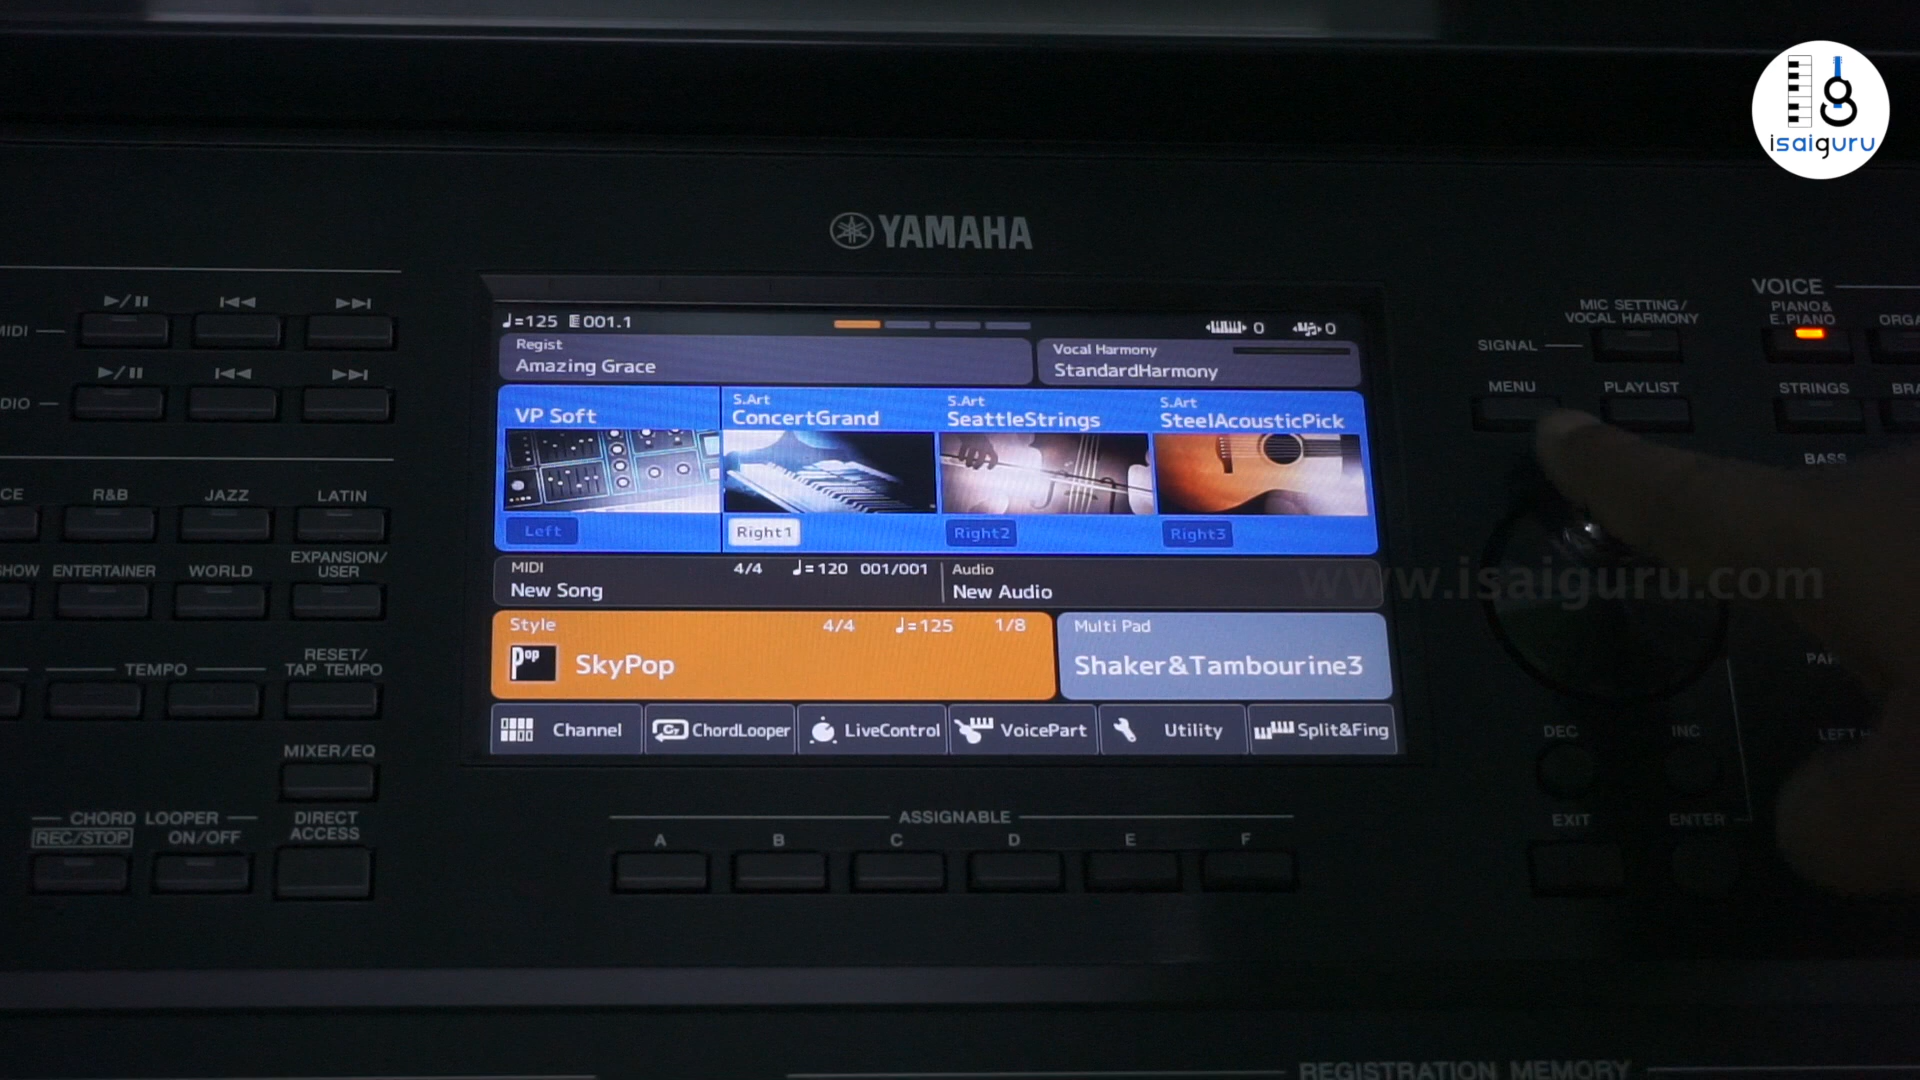 isaiguru
YAMAHA
VOICE
MIC SETTING/
VOCAL HARMONY
PIANO&
E.PIANO
SIGNAL
MENU
PLAYLIST
STRINGS
BASS
DEC
INC
EXIT
ENTER
MIDI
R&B
JAZZ
LATIN
ENTERTAINER
WORLD
EXPANSION/
USER
TEMPO
RESET/
TAP TEMPO
MIXER/EQ
CHORD LOOPER
REC/STOP
ON/OFF
DIRECT
ACCESS
♩=125 001.1
0
0
Regist
Amazing Grace
Vocal Harmony
StandardHarmony
VP Soft
S.Art
ConcertGrand
S.Art
SeattleStrings
S.Art
SteelAcousticPick
Left
Right1
Right2
Right3
MIDI 4/4 ♩=120 001/001
New Song
Audio
New Audio
www.isaiguru.com
Style 4/4 ♩=125 1/8
Pop
SkyPop
Multi Pad
Shaker&Tambourine3
Channel
ChordLooper
LiveControl
VoicePart
Utility
Split&Fing
ASSIGNABLE
A B C D E F
REGISTRATION MEMORY